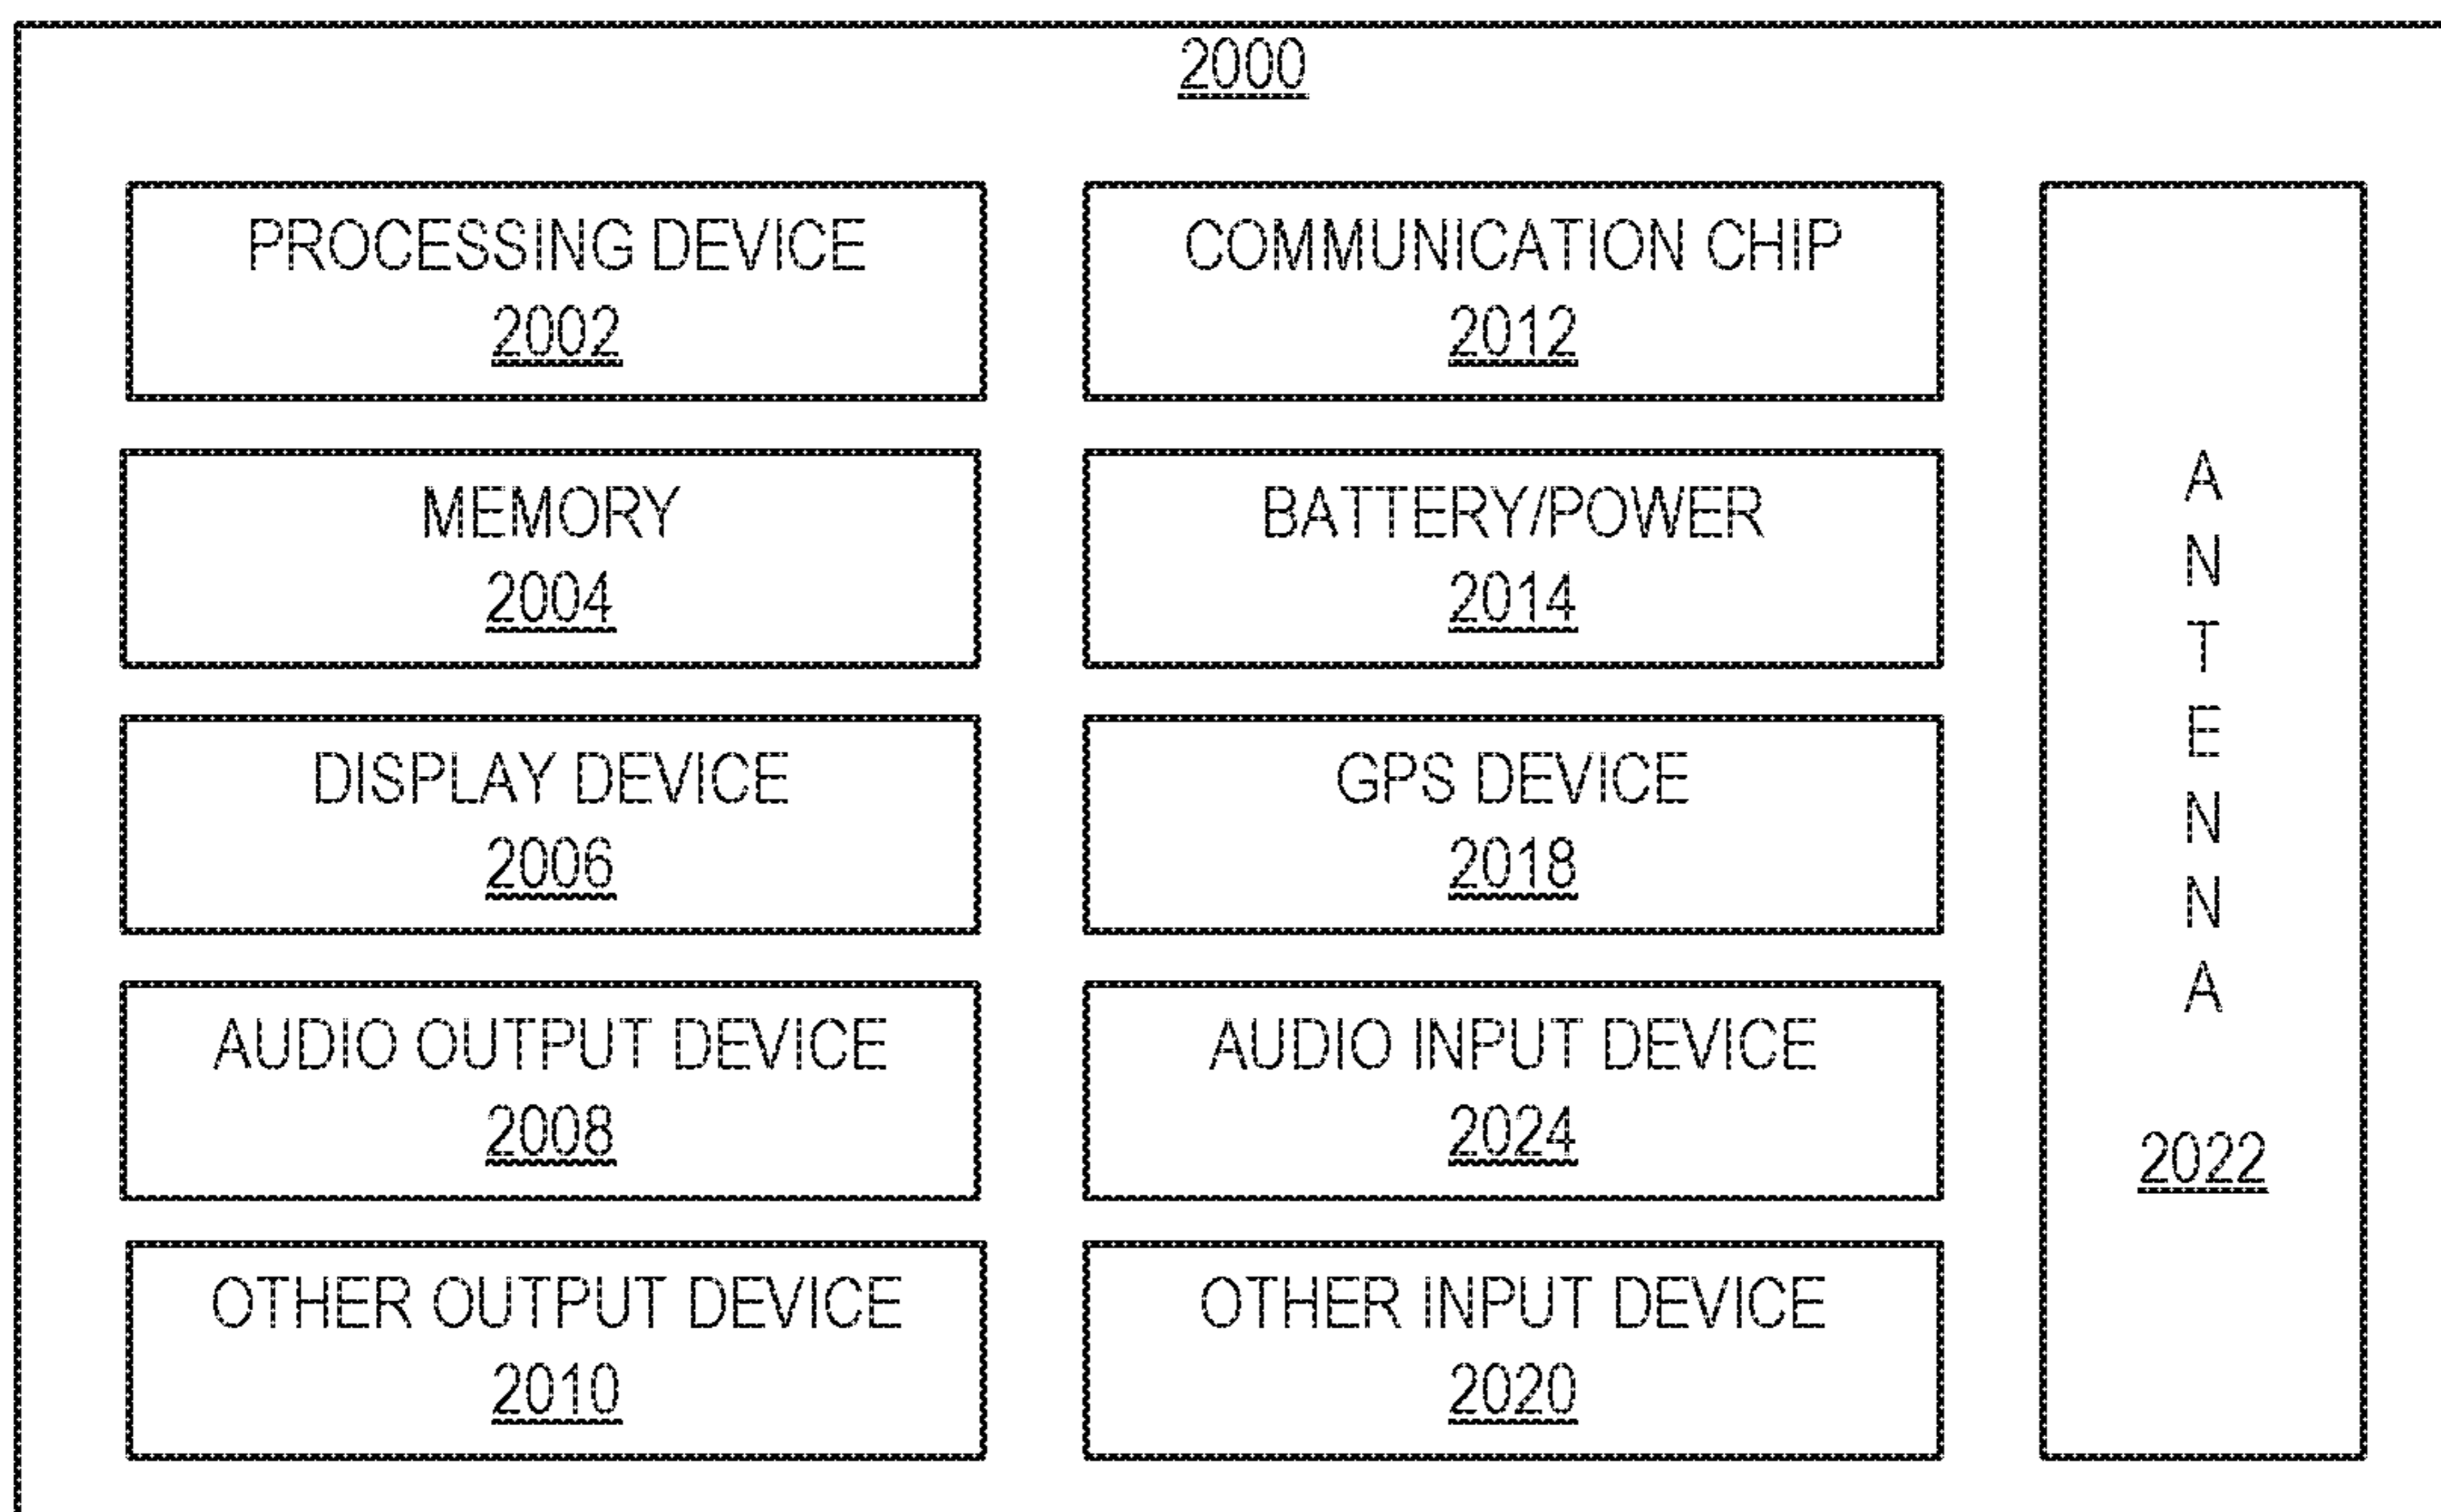 2000
PROCESSING DEVICE
2002
COMMUNICATION CHIP
2012
MEMORY
2004
BATTERY/POWER
2014
DISPLAY DEVICE
2006
GPS DEVICE
2018
AUDIO OUTPUT DEVICE
2008
AUDIO INPUT DEVICE
2024
OTHER OUTPUT DEVICE
2010
OTHER INPUT DEVICE
2020
ANTENNA
2022